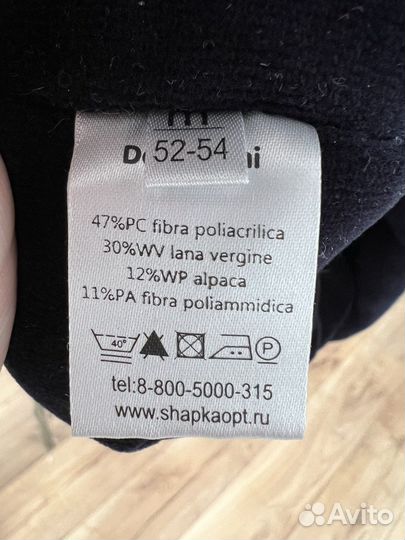 m
52-54
47%PC fibra poliacrilica
30%WV lana vergine
12%WP alpaca
11%PA fibra poliammidica
40°
P
tel:8-800-5000-315
www.shapkaopt.ru
Avito